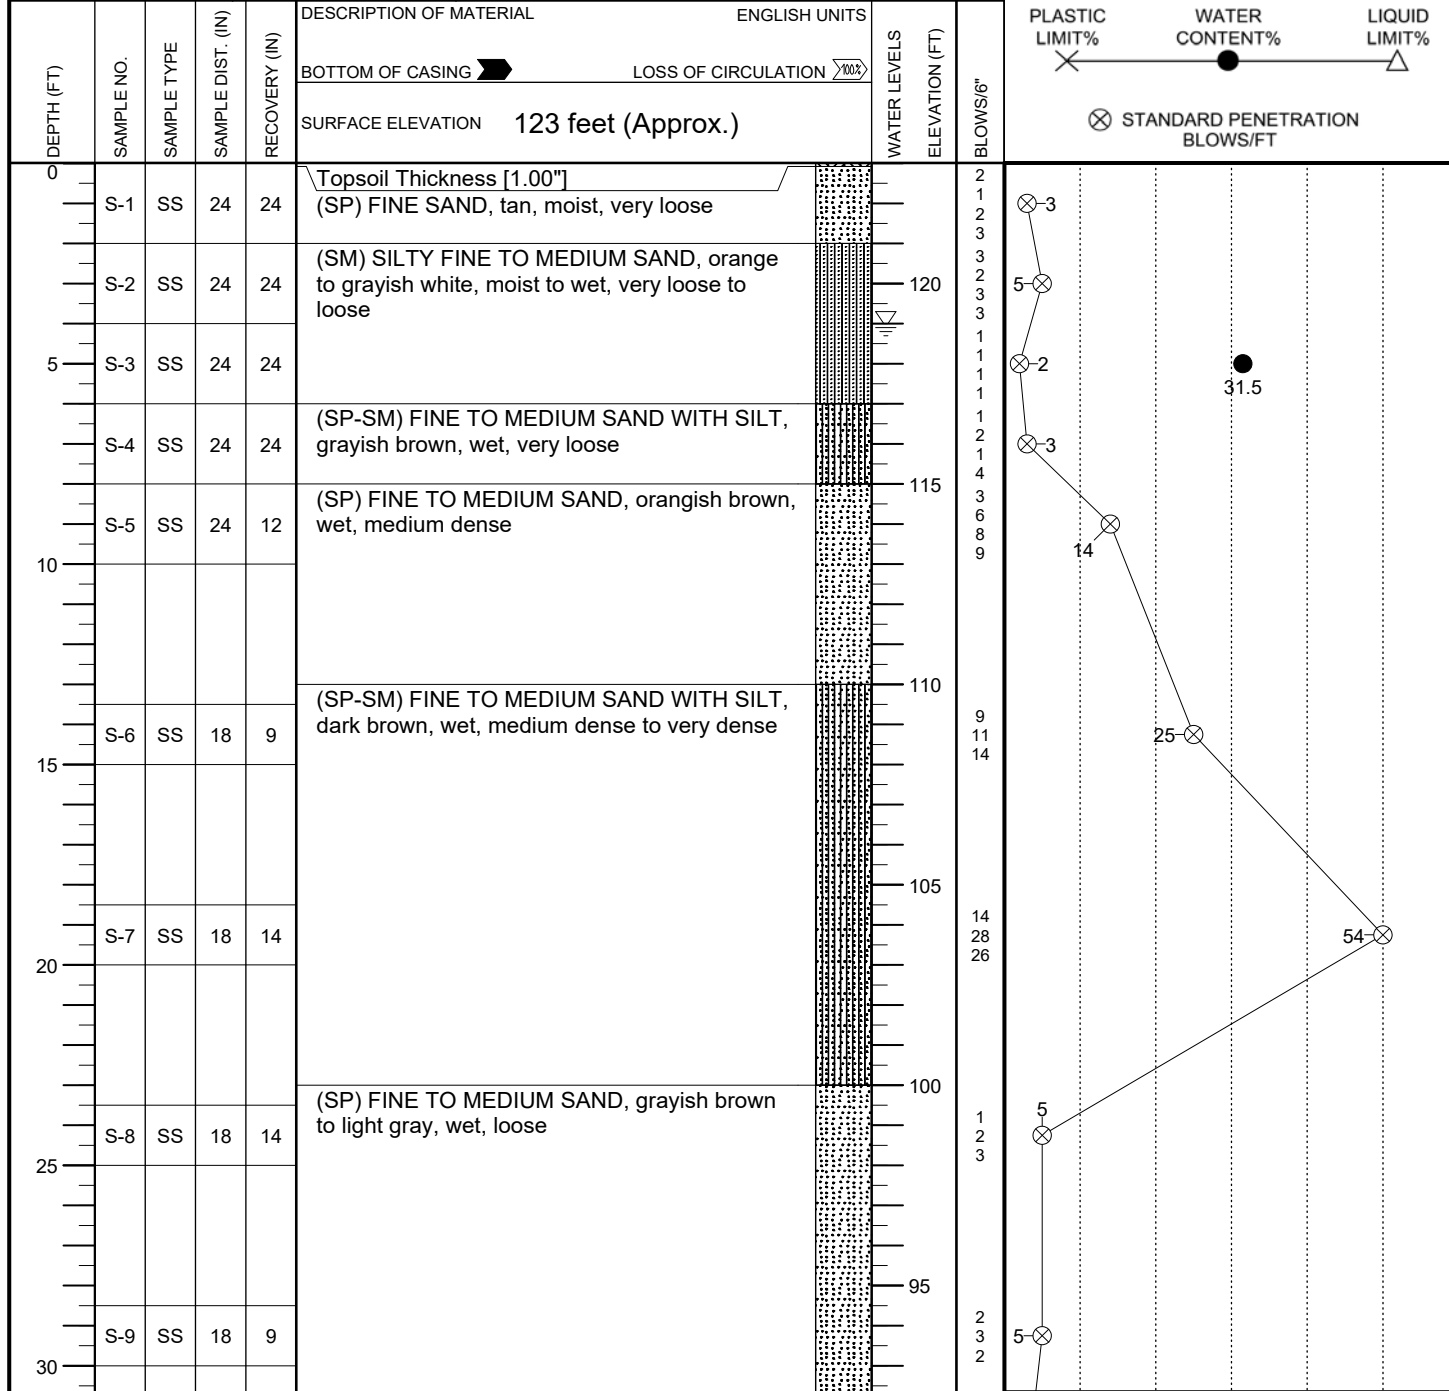 DEPTH (FT)
SAMPLE NO.
SAMPLE TYPE
SAMPLE DIST. (IN)
RECOVERY (IN)
DESCRIPTION OF MATERIAL ENGLISH UNITS
BOTTOM OF CASING LOSS OF CIRCULATION 100%
SURFACE ELEVATION 123 feet (Approx.)
WATER LEVELS
ELEVATION (FT)
BLOWS/6"
PLASTIC LIMIT%
WATER CONTENT%
LIQUID LIMIT%
STANDARD PENETRATION
BLOWS/FT
0
Topsoil Thickness [1.00"]
S-1 SS 24 24
(SP) FINE SAND, tan, moist, very loose
2
1
2
3
3
S-2 SS 24 24
(SM) SILTY FINE TO MEDIUM SAND, orange
to grayish white, moist to wet, very loose to
loose
120
3
2
3
3
5
5
S-3 SS 24 24
1
1
1
1
2
31.5
S-4 SS 24 24
(SP-SM) FINE TO MEDIUM SAND WITH SILT,
grayish brown, wet, very loose
1
2
1
4
3
115
S-5 SS 24 12
(SP) FINE TO MEDIUM SAND, orangish brown,
wet, medium dense
3
6
8
9
14
10
110
S-6 SS 18 9
(SP-SM) FINE TO MEDIUM SAND WITH SILT,
dark brown, wet, medium dense to very dense
9
11
14
25
15
105
S-7 SS 18 14
14
28
26
54
20
100
S-8 SS 18 14
(SP) FINE TO MEDIUM SAND, grayish brown
to light gray, wet, loose
1
2
3
5
25
95
S-9 SS 18 9
2
3
2
5
30